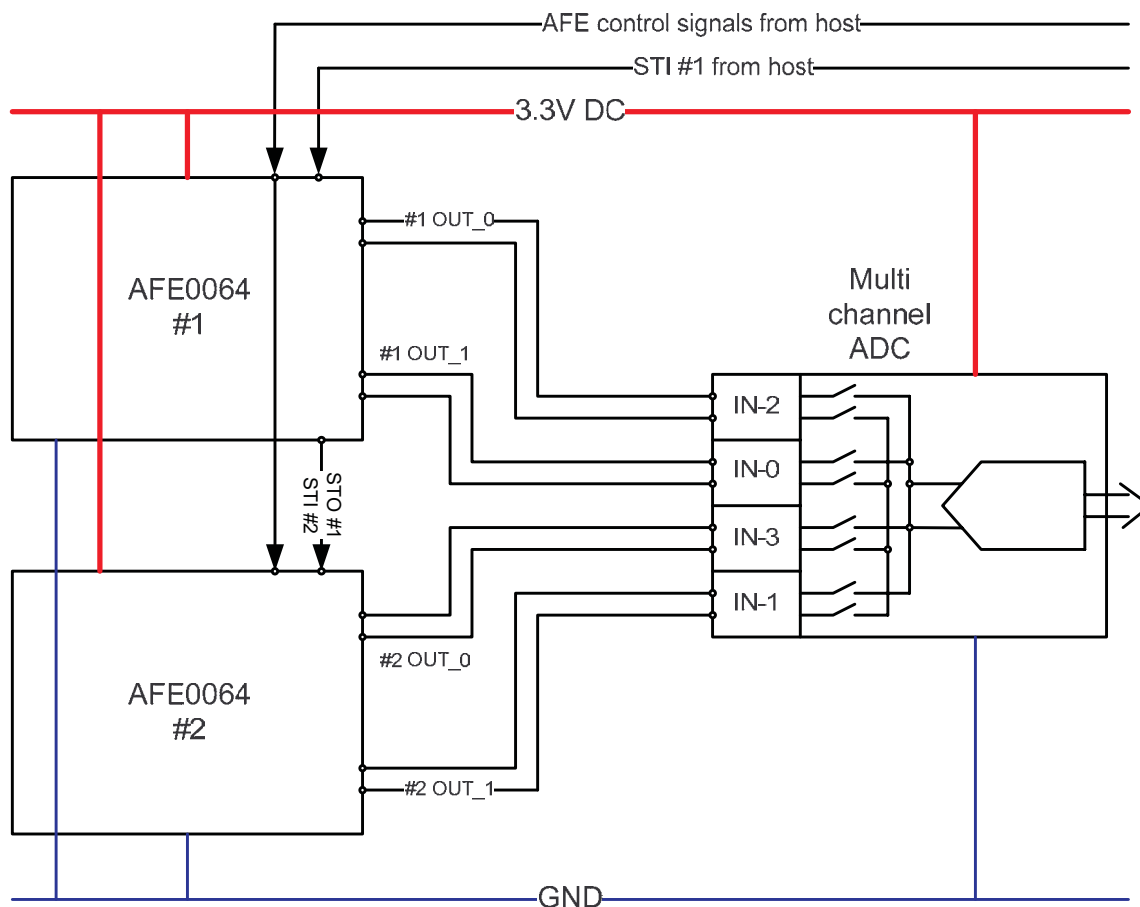 AFE control signals from host
STI #1 from host
3.3V DC
#1 OUT_0
AFE0064
#1
Multi
channel
ADC
#1 OUT_1
IN-2
IN-0
STO #1
STI #2
IN-3
IN-1
#2 OUT_0
AFE0064
#2
#2 OUT_1
GND